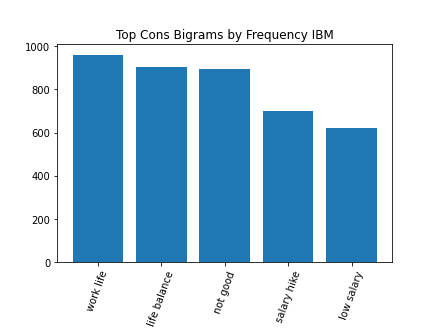 Top Cons Bigrams by Frequency IBM
1000
800
600
400
200
0
work life
life balance
not good
salary hike
low salary